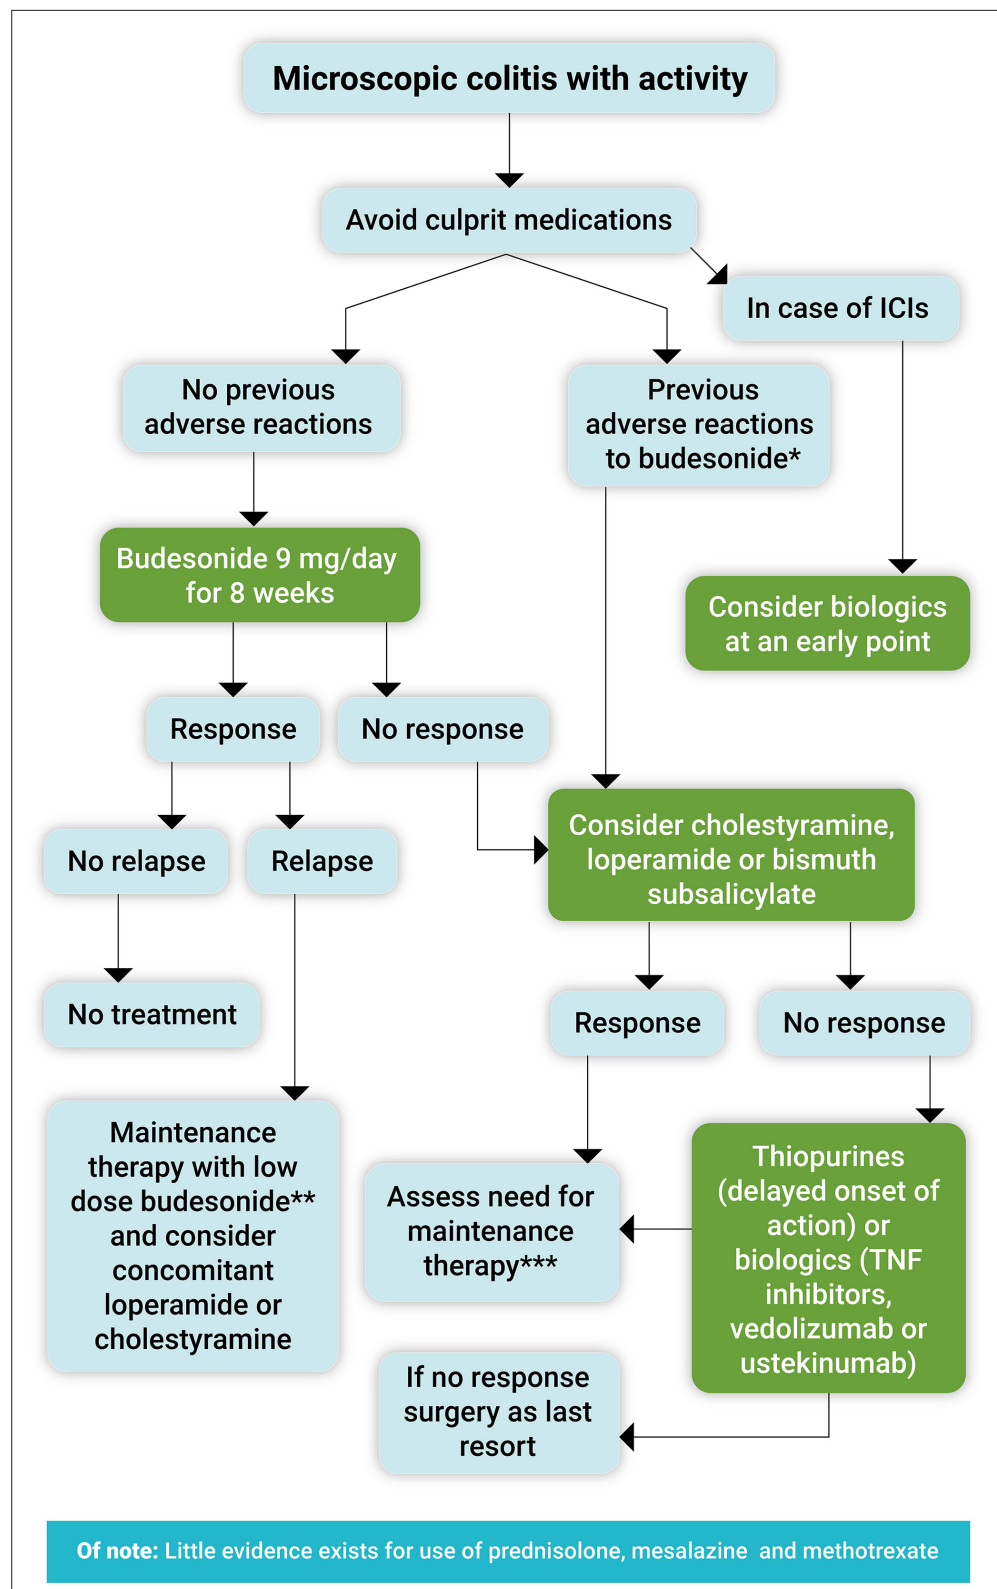 Microscopic colitis with activity
Avoid culprit medications
In case of ICIs
No previous
adverse reactions
Previous
adverse reactions
to budesonide*
Budesonide 9 mg/day
for 8 weeks
Consider biologics
at an early point
Response
No response
No relapse
Relapse
Consider cholestyramine,
loperamide or bismuth
subsalicylate
No treatment
Response
No response
Maintenance
therapy with low
dose budesonide**
and consider
concomitant
loperamide or
cholestyramine
Assess need for
maintenance
therapy***
Thiopurines
(delayed onset of
action) or
biologics (TNF
inhibitors,
vedolizumab or
ustekinumab)
If no response
surgery as last
resort
Of note: Little evidence exists for use of prednisolone, mesalazine and methotrexate